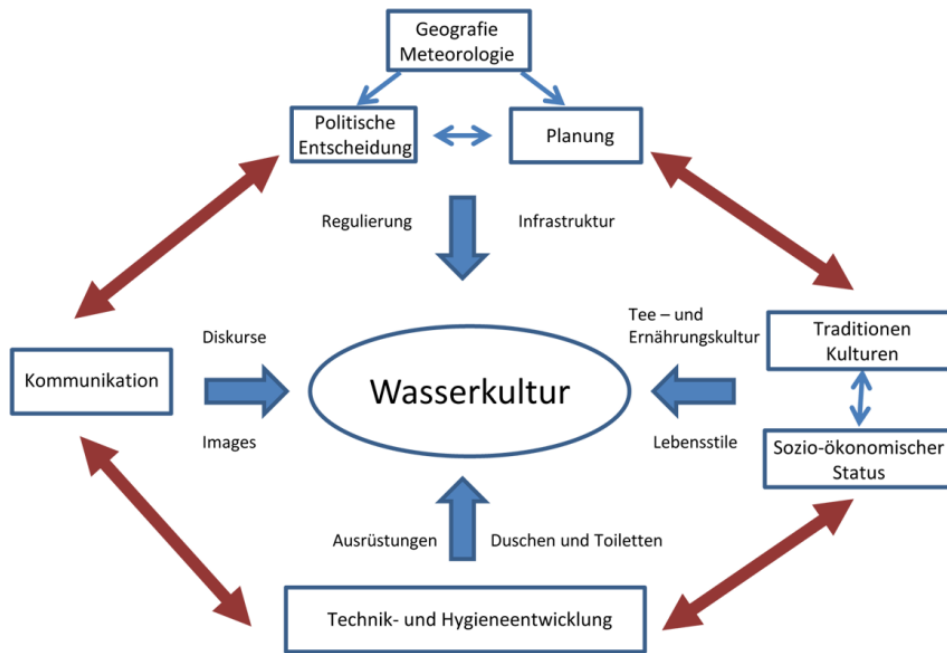 Geografie
Meteorologie
Politische
Entscheidung
Planung
Regulierung
Infrastruktur
Diskurse
Tee – und
Ernährungskultur
Traditionen
Kulturen
Kommunikation
Wasserkultur
Images
Lebensstile
Sozio-ökonomischer
Status
Ausrüstungen
Duschen und Toiletten
Technik- und Hygieneentwicklung